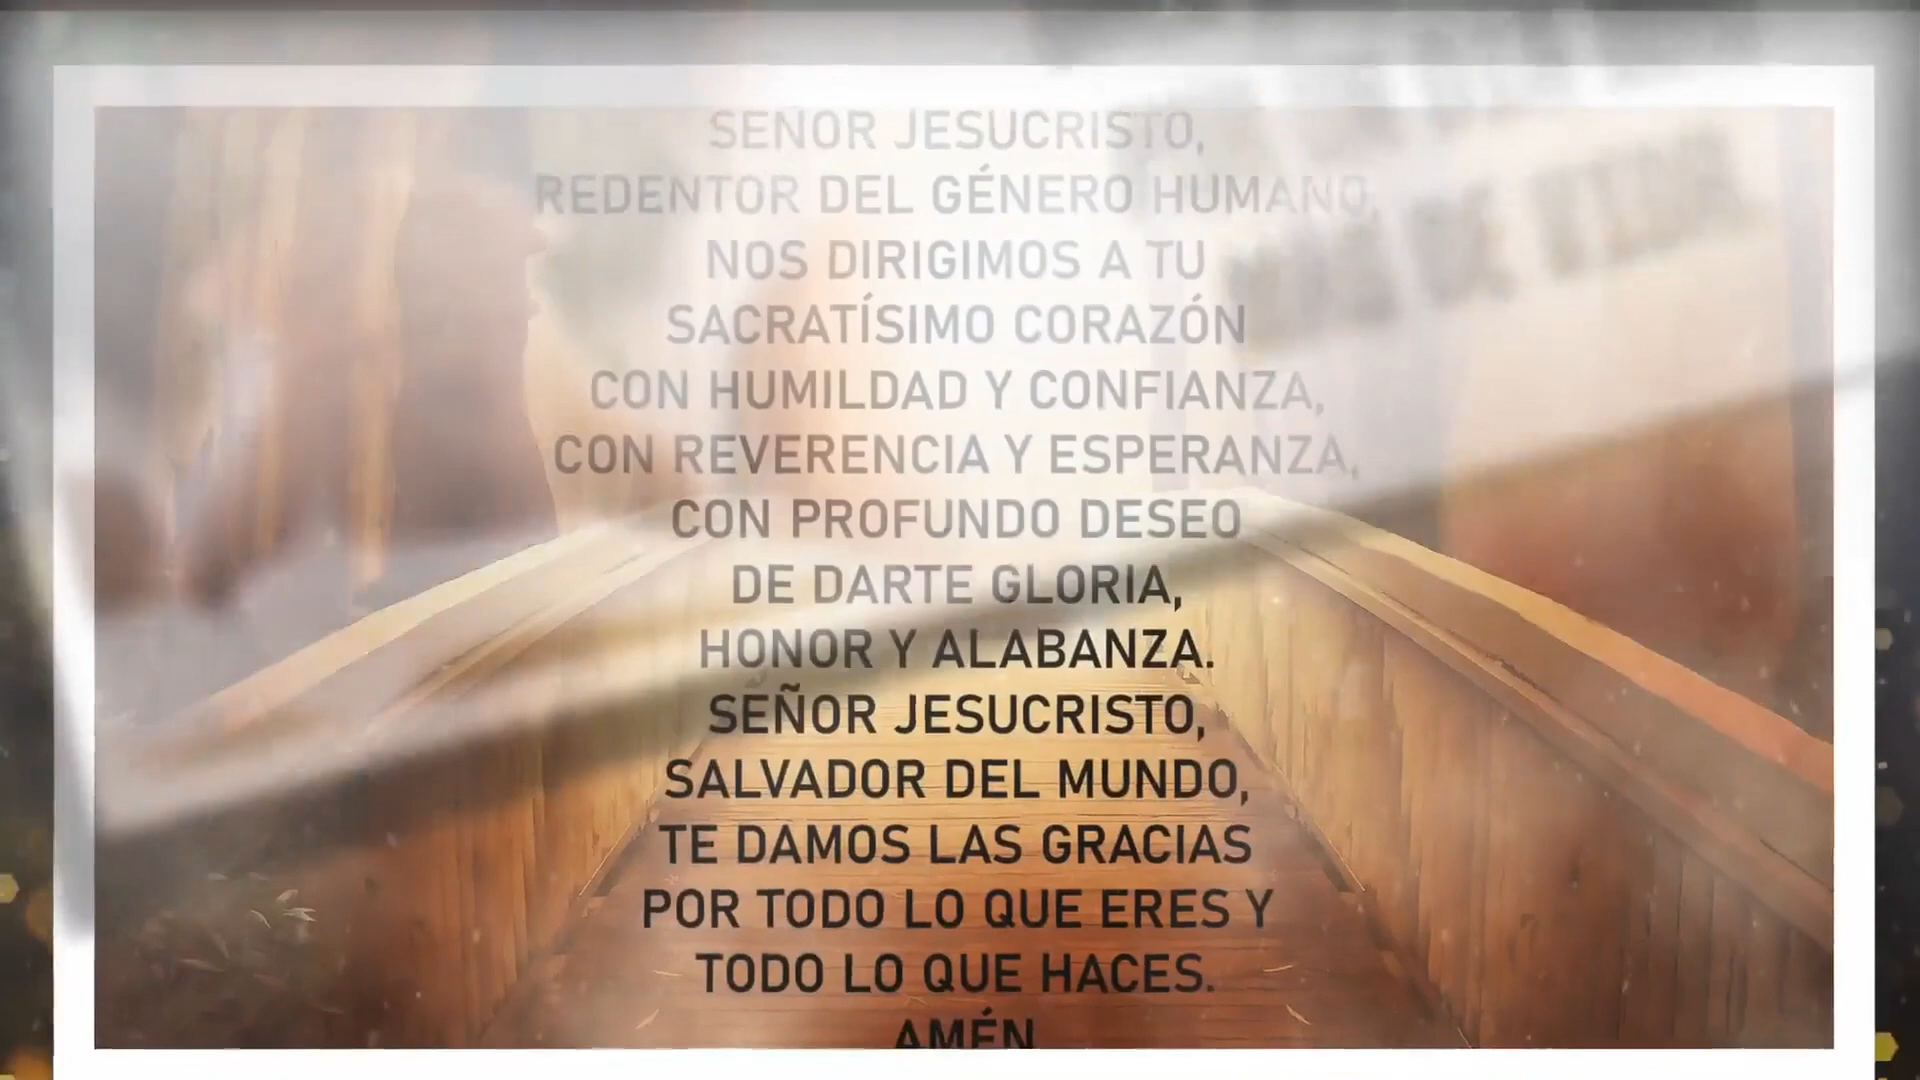 SEÑOR JESUCRISTO,
REDENTOR DEL GÉNERO HUMANO,
NOS DIRIGIMOS A TU
SACRATÍSIMO CORAZÓN
CON HUMILDAD Y CONFIANZA,
CON REVERENCIA Y ESPERANZA,
CON PROFUNDO DESEO
DE DARTE GLORIA,
HONOR Y ALABANZA.
SEÑOR JESUCRISTO,
SALVADOR DEL MUNDO,
TE DAMOS LAS GRACIAS
POR TODO LO QUE ERES Y
TODO LO QUE HACES.
AMÉN